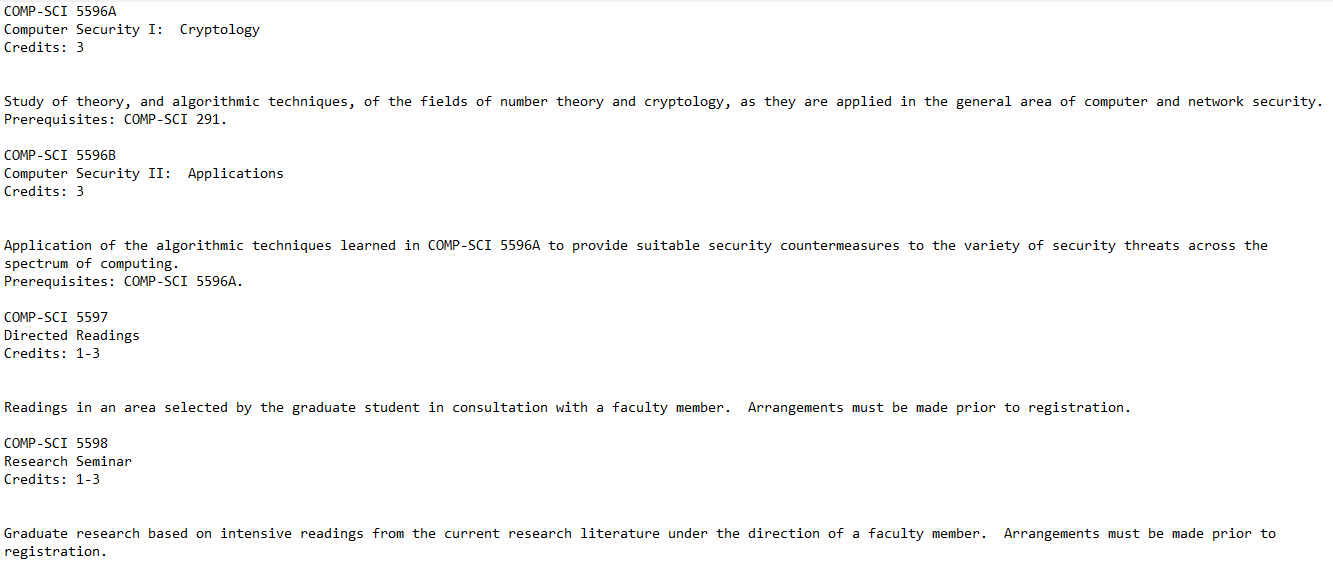 COMP-SCI 5596A
Computer Security I:  Cryptology
Credits: 3
Study of theory, and algorithmic techniques, of the fields of number theory and cryptology, as they are applied in the general area of computer and network security.
Prerequisites: COMP-SCI 291.
COMP-SCI 5596B
Computer Security II:  Applications
Credits: 3
Application of the algorithmic techniques learned in COMP-SCI 5596A to provide suitable security countermeasures to the variety of security threats across the
spectrum of computing.
Prerequisites: COMP-SCI 5596A.
COMP-SCI 5597
Directed Readings
Credits: 1-3
Readings in an area selected by the graduate student in consultation with a faculty member.  Arrangements must be made prior to registration.
COMP-SCI 5598
Research Seminar
Credits: 1-3
Graduate research based on intensive readings from the current research literature under the direction of a faculty member.  Arrangements must be made prior to
registration.